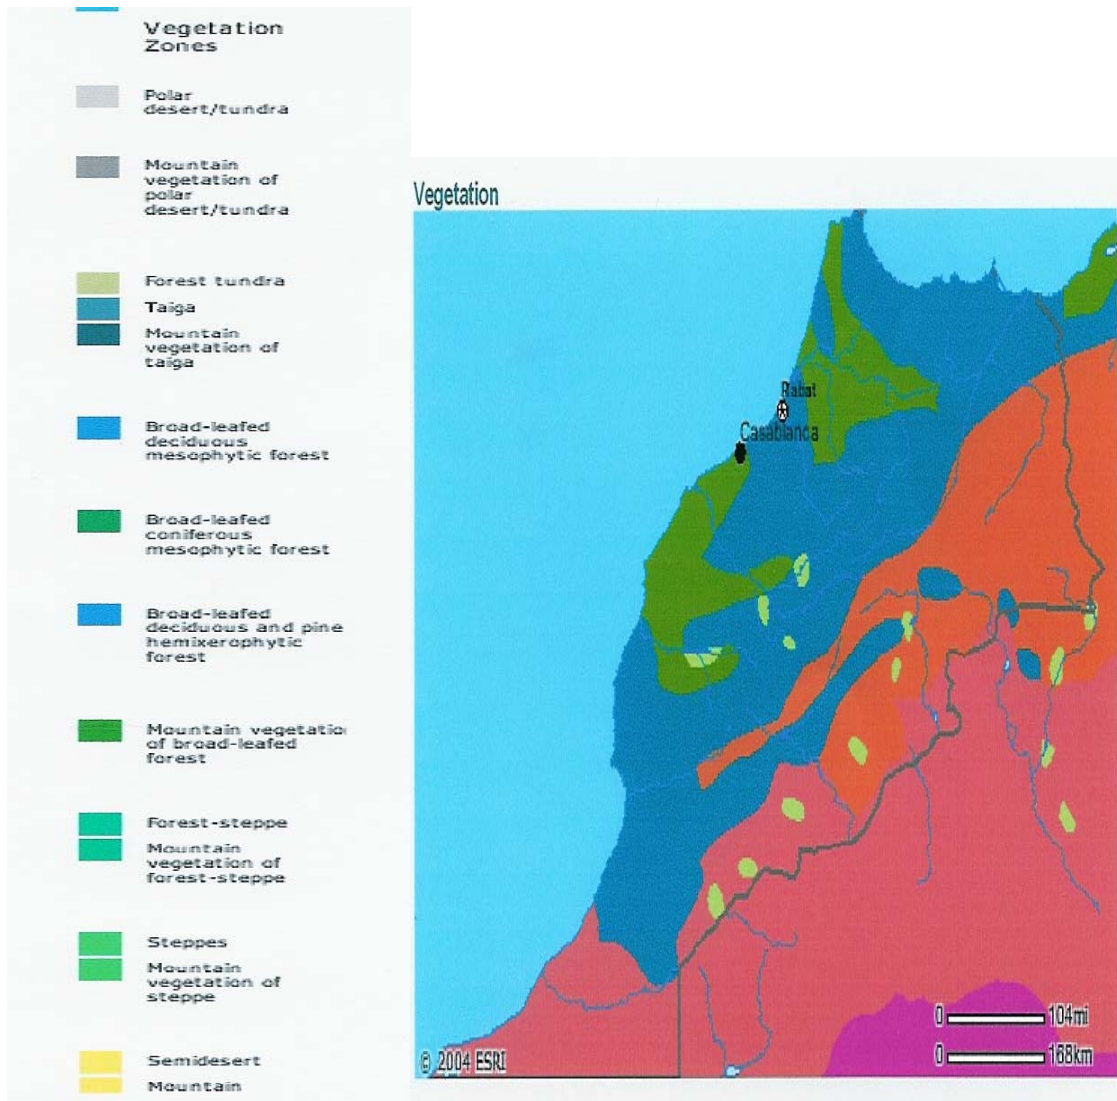 Vegetation
Zones
Polar
desert/tundra
Mountain
vegetation of
polar
desert/tundra
Forest tundra
Taiga
Mountain
vegetation of
taiga
Broad-leafed
deciduous
mesophytic forest
Broad-leafed
coniferous
mesophytic forest
Broad-leafed
deciduous and pine
hemixerophytic
forest
Mountain vegetatio
of broad-leafed
forest
Forest-steppe
Mountain
vegetation of
forest-steppe
Steppes
Mountain
vegetation of
steppe
Semidesert
Mountain
Vegetation
Rabat
Casablanca
0 104mi
0 168km
© 2004 ESRI